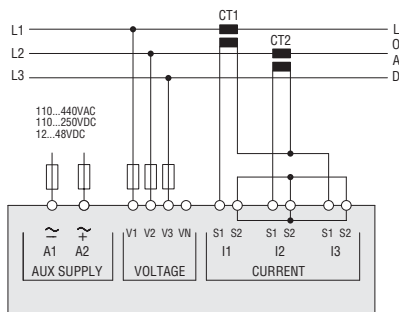 CT1
L1
L
L2
CT2
O
A
L3
D
110...440VAC
110...250VDC
12...48VDC
V1 V2 V3 VN
S1 S2 S1 S2 S1 S2
A1 A2
I1 I2 I3
AUX SUPPLY VOLTAGE CURRENT